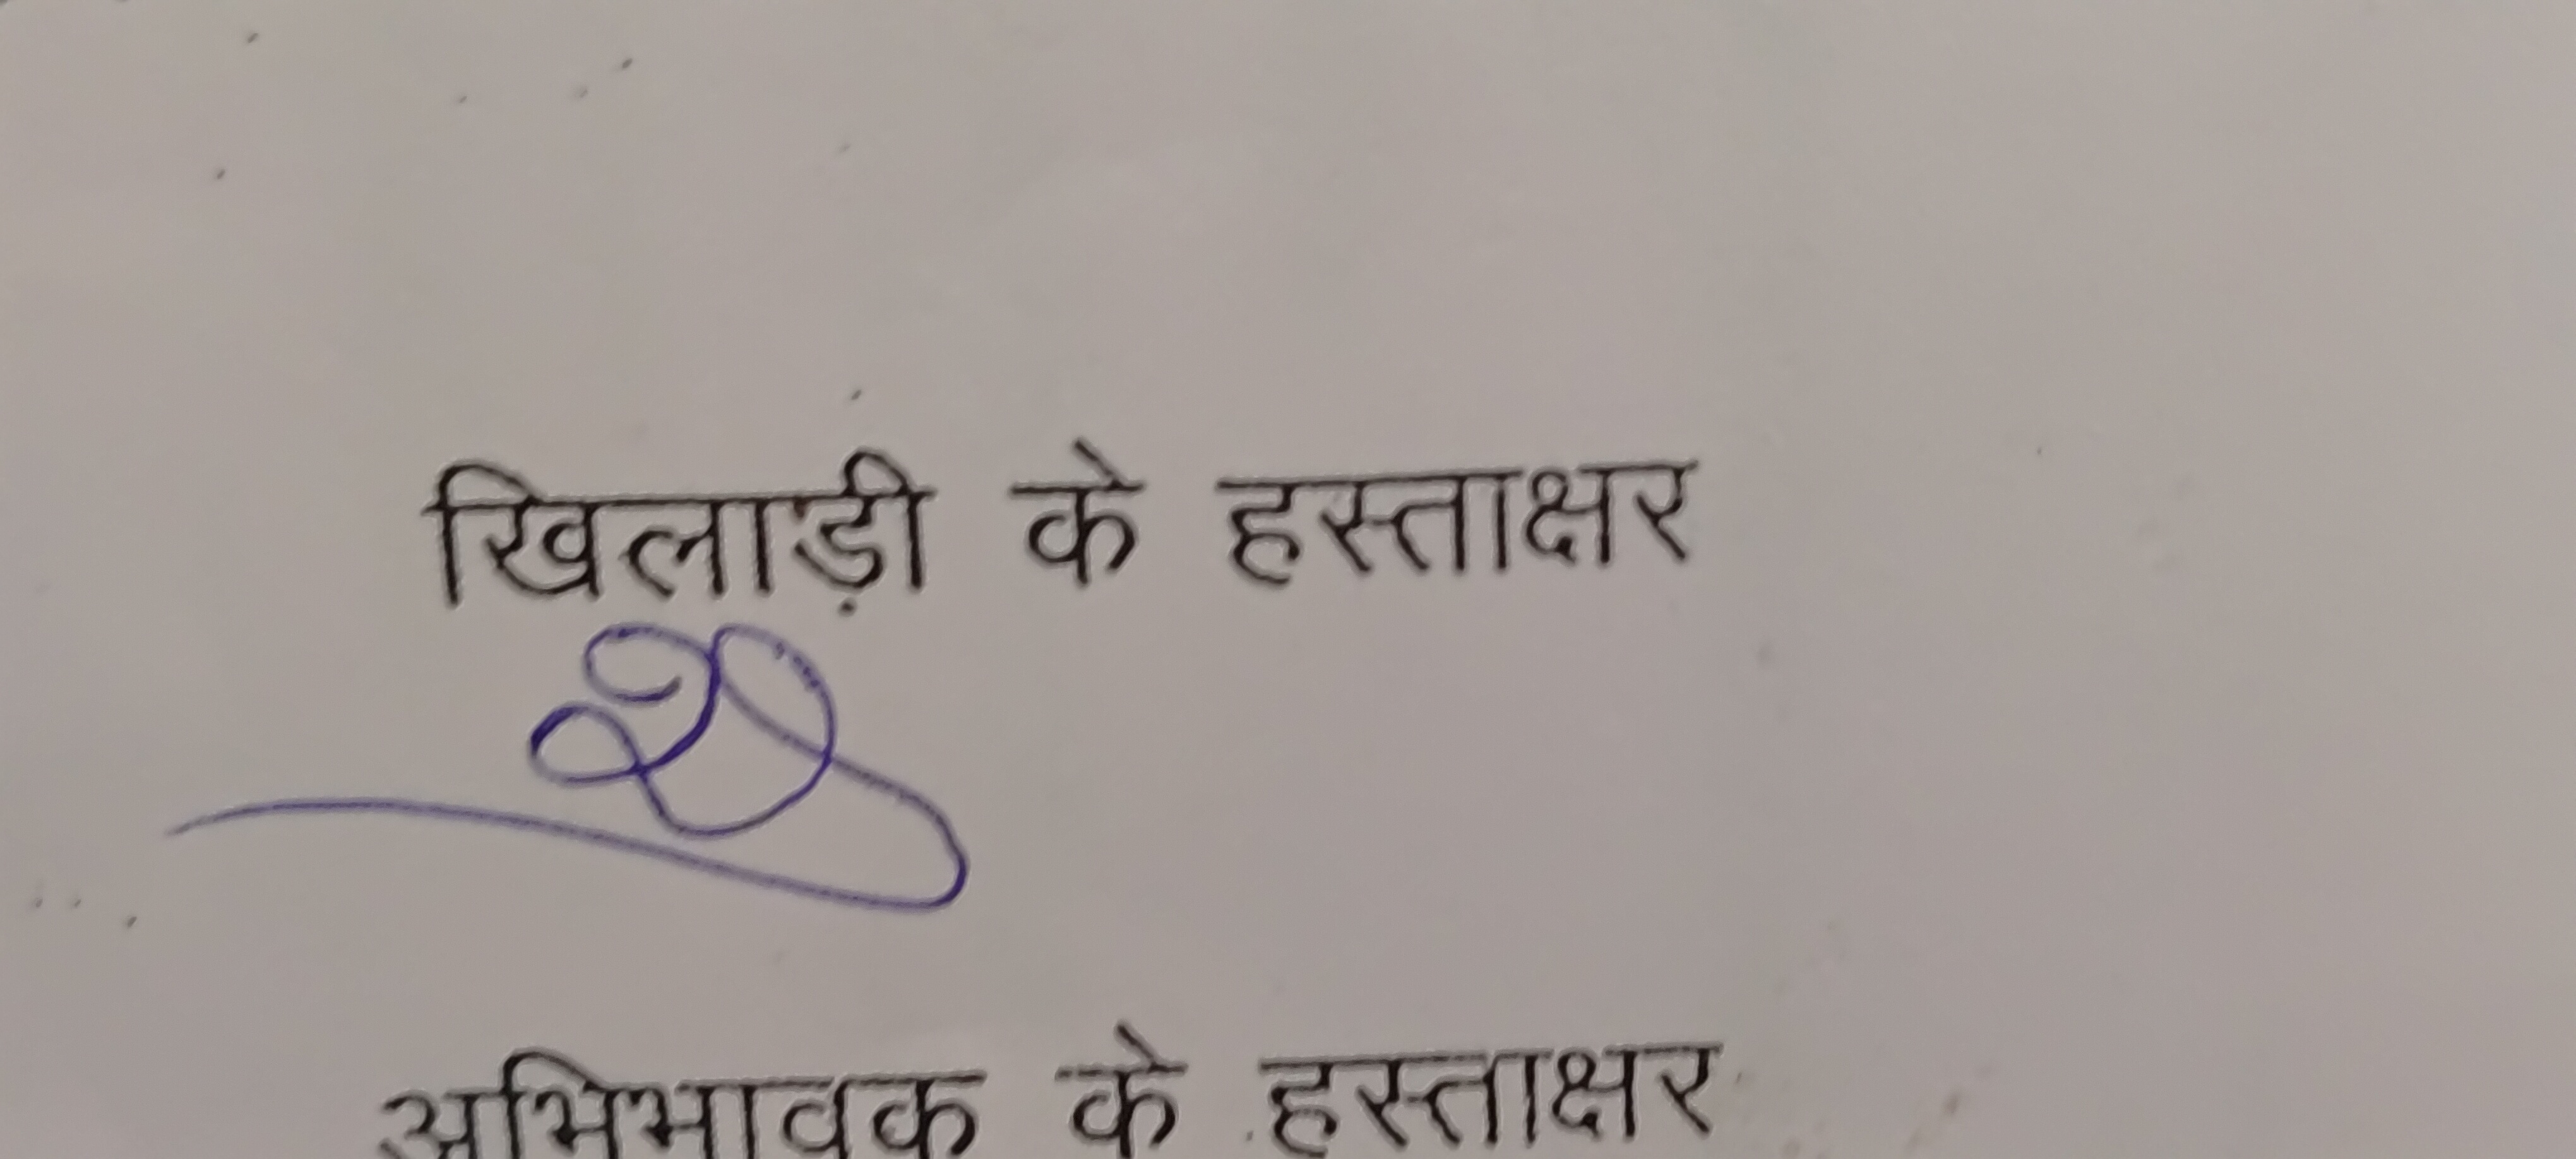 खिलाड़ी के हस्ताक्षर
अभिभावक के हस्ताक्षर